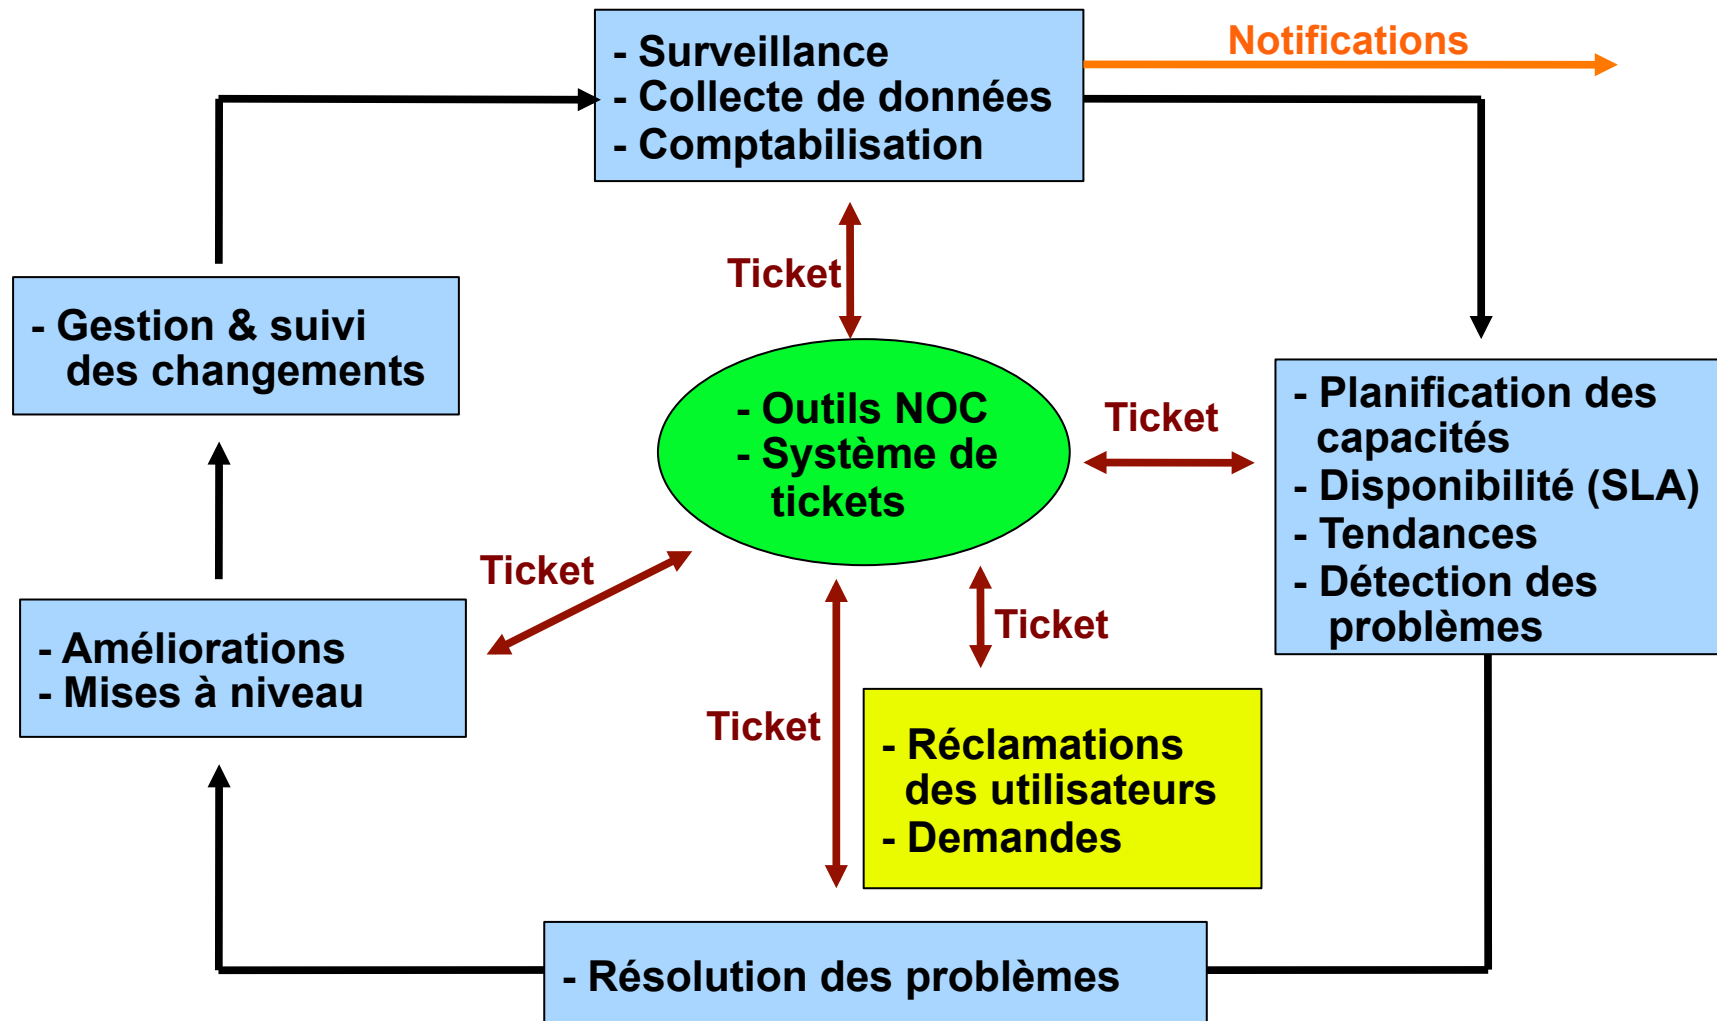 - Surveillance
- Collecte de données
- Comptabilisation
Notifications
Ticket
- Gestion & suivi
des changements
- Outils NOC
- Système de
tickets
Ticket
- Planification des
capacités
- Disponibilité (SLA)
- Tendances
- Détection des
problèmes
Ticket
Ticket
- Améliorations
- Mises à niveau
Ticket
- Réclamations
des utilisateurs
- Demandes
- Résolution des problèmes